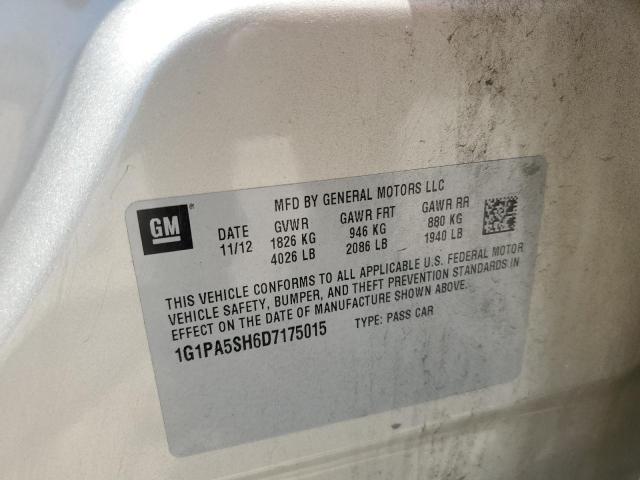 MFD BY GENERAL MOTORS LLC
GM®
DATE GVWR GAWR FRT GAWR RR
11/12 1826 KG 946 KG 880 KG
4026 LB 2086 LB 1940 LB
THIS VEHICLE CONFORMS TO ALL APPLICABLE U.S. FEDERAL MOTOR
VEHICLE SAFETY, BUMPER, AND THEFT PREVENTION STANDARDS IN
EFFECT ON THE DATE OF MANUFACTURE SHOWN ABOVE.
1G1PA5SH6D7175015 TYPE: PASS CAR